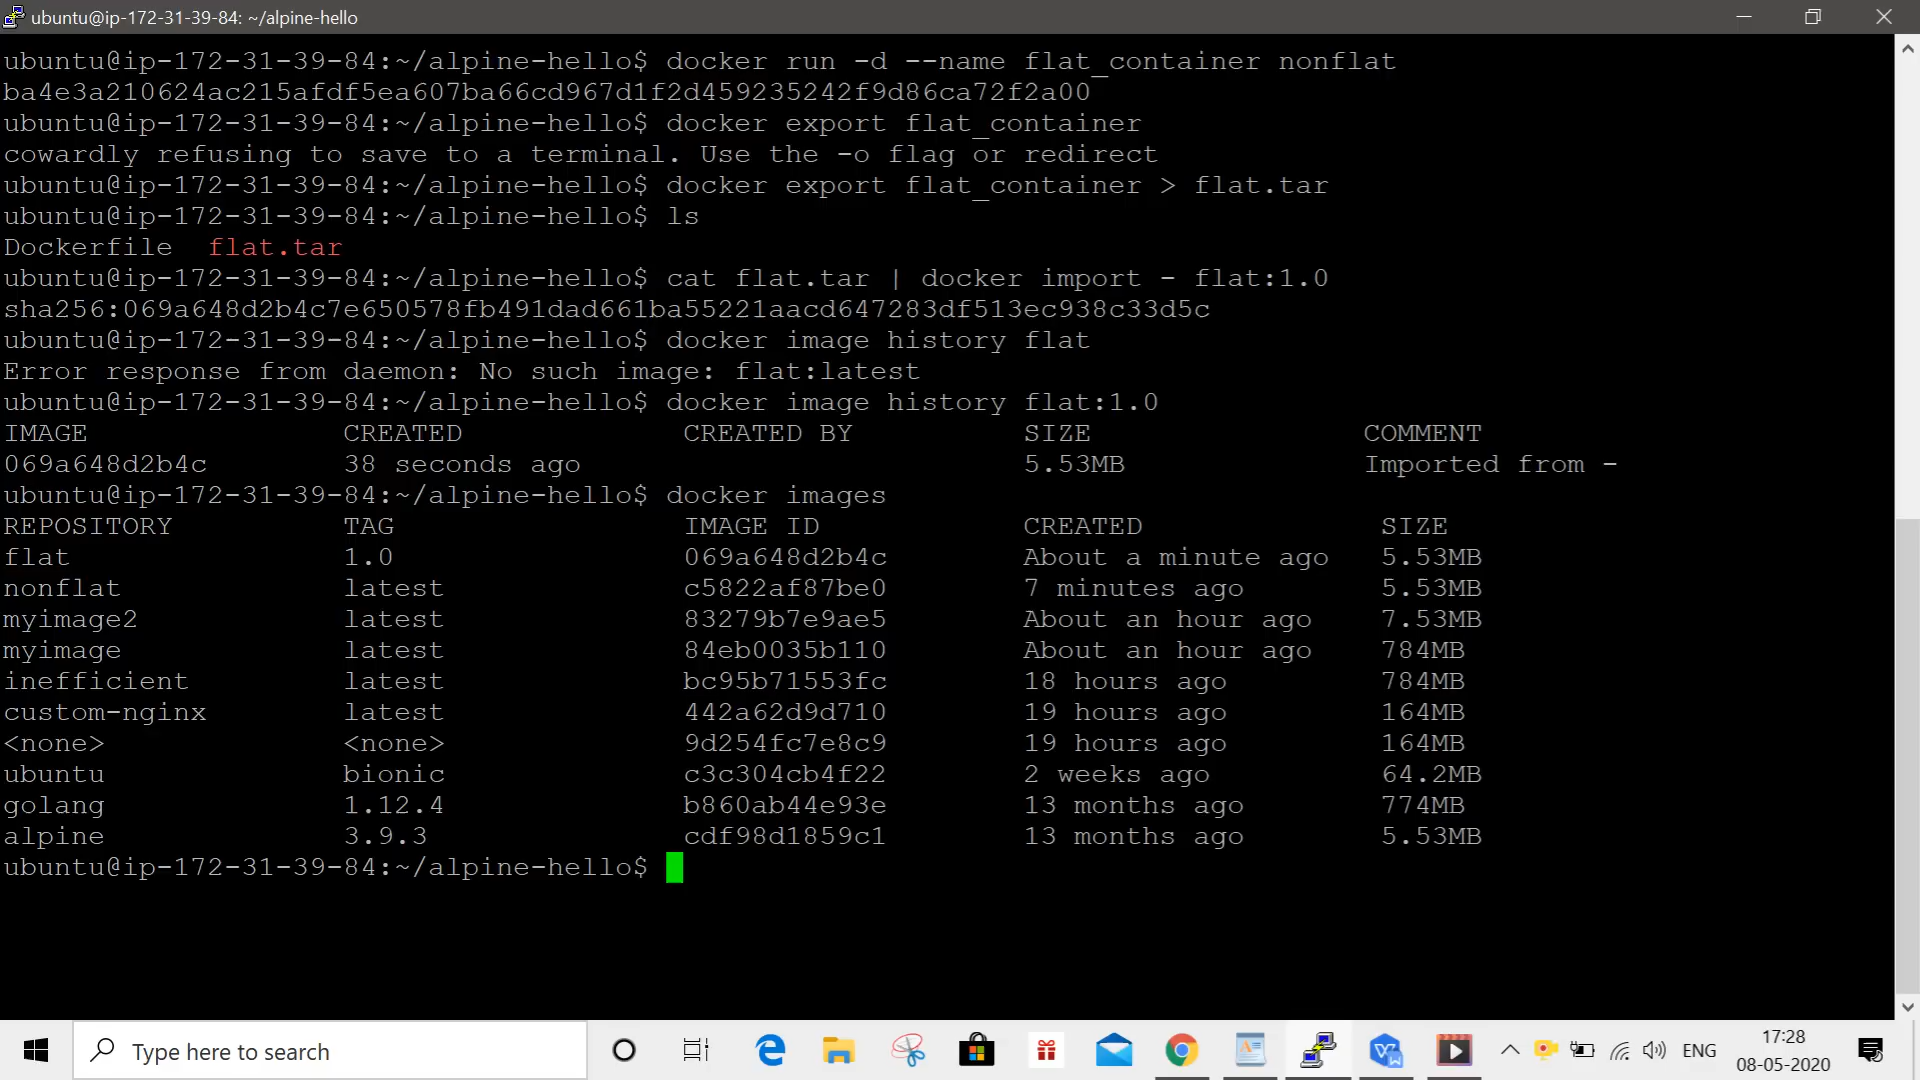 ubuntu@ip-172-31-39-84: ~/alpine-hello
ubuntu@ip-172-31-39-84:~/alpine-hello$ docker run -d --name flat_container nonflat
ba4e3a210624ac215afdf5ea607ba66cd967d1f2d459235242f9d86ca72f2a00
ubuntu@ip-172-31-39-84:~/alpine-hello$ docker export flat_container
cowardly refusing to save to a terminal. Use the -o flag or redirect
ubuntu@ip-172-31-39-84:~/alpine-hello$ docker export flat_container > flat.tar
ubuntu@ip-172-31-39-84:~/alpine-hello$ ls
Dockerfile  flat.tar
ubuntu@ip-172-31-39-84:~/alpine-hello$ cat flat.tar | docker import - flat:1.0
sha256:069a648d2b4c7e650578fb491dad661ba55221aacd647283df513ec938c33d5c
ubuntu@ip-172-31-39-84:~/alpine-hello$ docker image history flat
Error response from daemon: No such image: flat:latest
ubuntu@ip-172-31-39-84:~/alpine-hello$ docker image history flat:1.0
IMAGE CREATED CREATED BY SIZE COMMENT
069a648d2b4c 38 seconds ago 5.53MB Imported from -
ubuntu@ip-172-31-39-84:~/alpine-hello$ docker images
REPOSITORY TAG IMAGE ID CREATED SIZE
flat 1.0 069a648d2b4c About a minute ago 5.53MB
nonflat latest c5822af87be0 7 minutes ago 5.53MB
myimage2 latest 83279b7e9ae5 About an hour ago 7.53MB
myimage latest 84eb0035b110 About an hour ago 784MB
inefficient latest bc95b71553fc 18 hours ago 784MB
custom-nginx latest 442a62d9d710 19 hours ago 164MB
<none> <none> 9d254fc7e8c9 19 hours ago 164MB
ubuntu bionic c3c304cb4f22 2 weeks ago 64.2MB
golang 1.12.4 b860ab44e93e 13 months ago 774MB
alpine 3.9.3 cdf98d1859c1 13 months ago 5.53MB
ubuntu@ip-172-31-39-84:~/alpine-hello$
Type here to search
ENG
17:28
08-05-2020